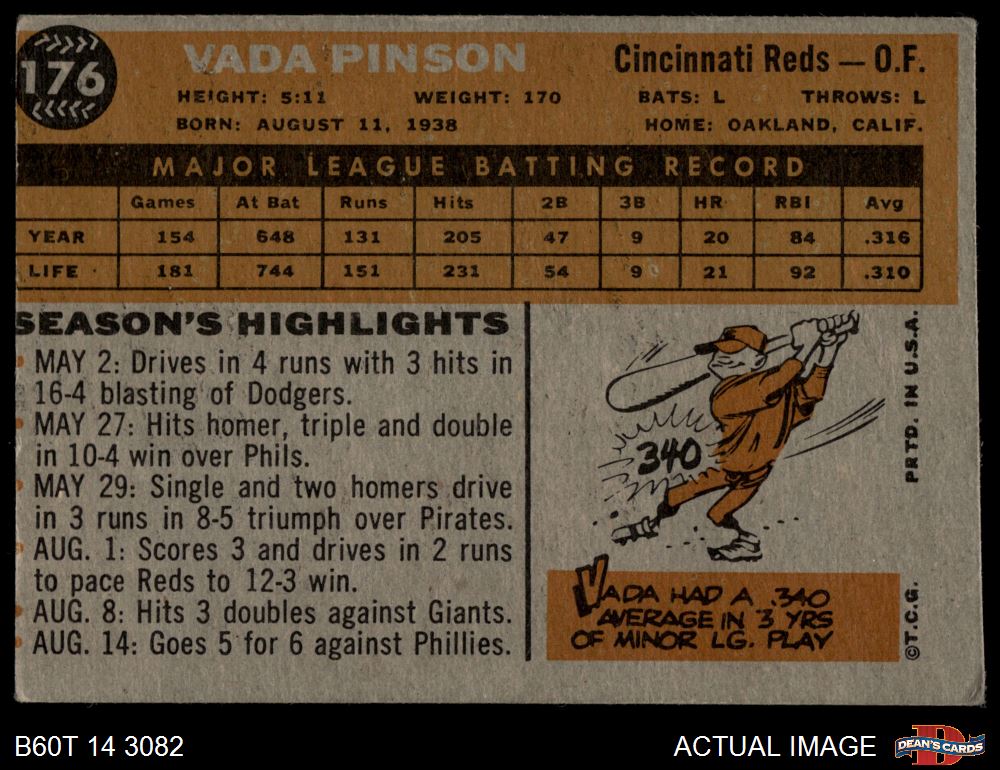 176
VADA PINSON
Cincinnati Reds — O.F.
HEIGHT: 5:11 WEIGHT: 170 BATS: L THROWS: L
BORN: AUGUST 11, 1938 HOME: OAKLAND, CALIF.
MAJOR LEAGUE BATTING RECORD
Games At Bat Runs Hits 2B 3B HR RBI Avg
YEAR 154 648 131 205 47 9 20 84 .316
LIFE 181 744 151 231 54 9 21 92 .310
SEASON'S HIGHLIGHTS
MAY 2: Drives in 4 runs with 3 hits in
16-4 blasting of Dodgers.
MAY 27: Hits homer, triple and double
in 10-4 win over Phils.
MAY 29: Single and two homers drive
in 3 runs in 8-5 triumph over Pirates.
AUG. 1: Scores 3 and drives in 2 runs
to pace Reds to 12-3 win.
AUG. 8: Hits 3 doubles against Giants.
AUG. 14: Goes 5 for 6 against Phillies.
340
VADA HAD A .340
AVERAGE IN 3 YRS
OF MINOR LG. PLAY
PRTD. IN U.S.A.
©T.C.G.
B60T 14 3082
ACTUAL IMAGE
D
DEAN'S CARDS